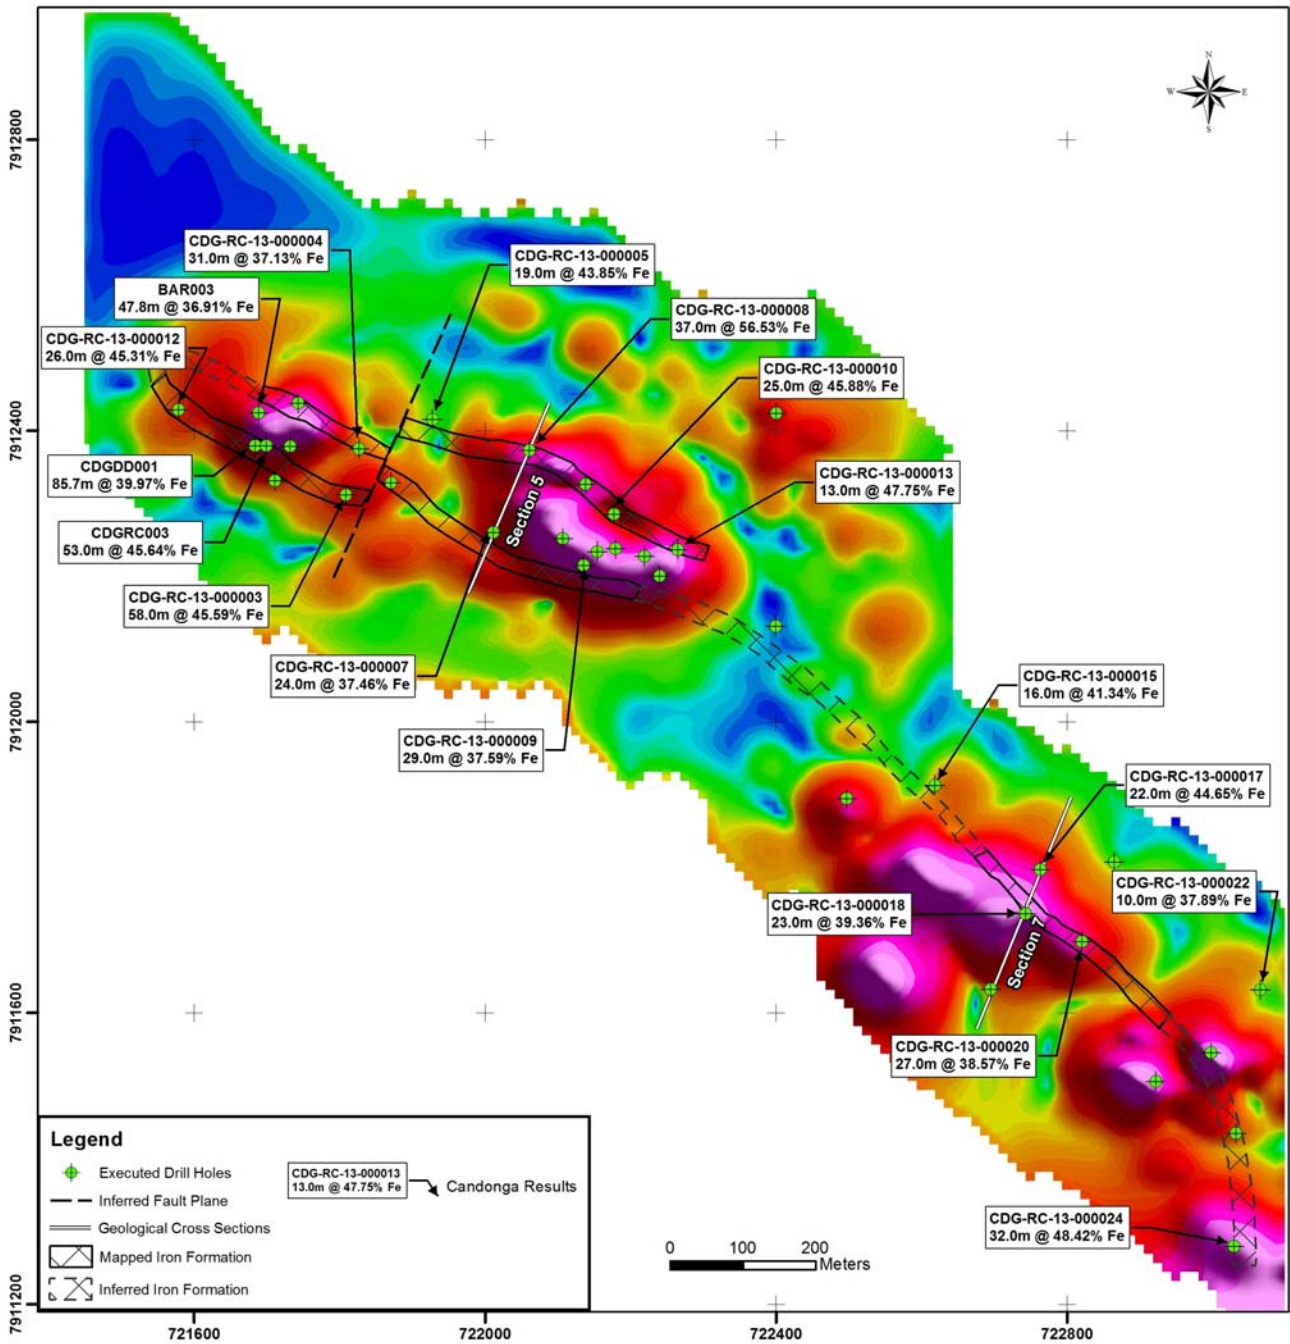 N
W E
S
7912800
7912400
7912000
7911600
7911200
CDG-RC-13-000004
31.0m @ 37.13% Fe
CDG-RC-13-000005
19.0m @ 43.85% Fe
BAR003
47.8m @ 36.91% Fe
CDG-RC-13-000008
37.0m @ 56.53% Fe
CDG-RC-13-000012
26.0m @ 45.31% Fe
CDG-RC-13-000010
25.0m @ 45.88% Fe
CDGDD001
85.7m @ 39.97% Fe
CDG-RC-13-000013
13.0m @ 47.75% Fe
Section 5
CDGRC003
53.0m @ 45.64% Fe
CDG-RC-13-000003
58.0m @ 45.59% Fe
CDG-RC-13-000007
24.0m @ 37.46% Fe
CDG-RC-13-000015
16.0m @ 41.34% Fe
CDG-RC-13-000009
29.0m @ 37.59% Fe
CDG-RC-13-000017
22.0m @ 44.65% Fe
CDG-RC-13-000022
10.0m @ 37.89% Fe
CDG-RC-13-000018
23.0m @ 39.36% Fe
Section 7
CDG-RC-13-000020
27.0m @ 38.57% Fe
CDG-RC-13-000024
32.0m @ 48.42% Fe
Legend
Executed Drill Holes
Inferred Fault Plane
Geological Cross Sections
Mapped Iron Formation
Inferred Iron Formation
CDG-RC-13-000013
13.0m @ 47.75% Fe
Candonga Results
0 100 200
Meters
721600 722000 722400 722800